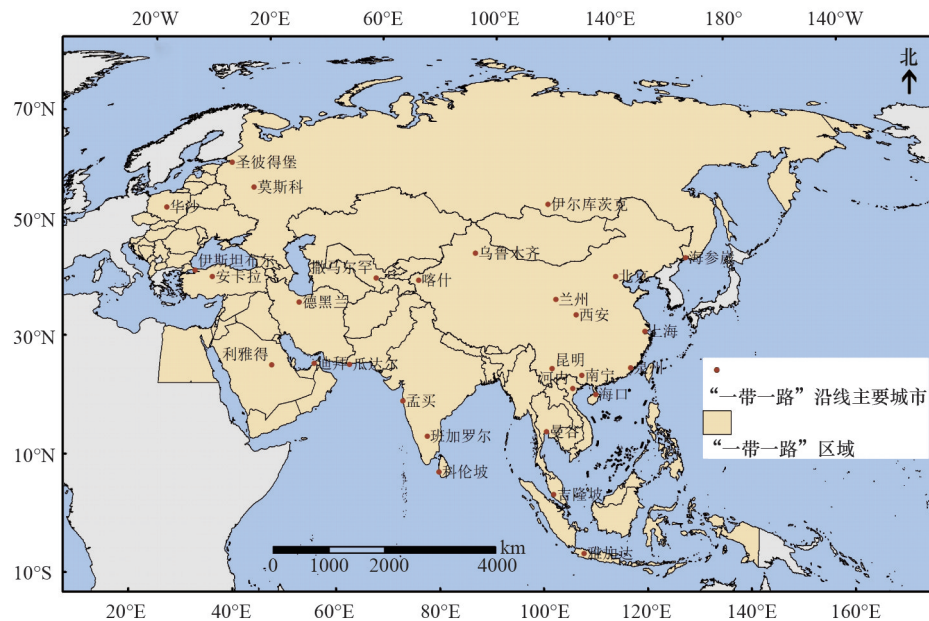 20°W 20°E 60°E 100°E 140°E 180° 140°W
北
70°N
圣彼得堡
莫斯科
华沙
伊尔库茨克
50°N
伊斯坦布尔
乌鲁木齐
海参崴
安卡拉
撒马尔罕
喀什
北京
德黑兰
兰州
西安
30°N
上海
利雅得
迪拜
瓜达尔
昆明
河内
南宁
海口
“一带一路”沿线主要城市
孟买
班加罗尔
曼谷
“一带一路”区域
10°N
科伦坡
吉隆坡
雅加达
km
0 1000 2000 4000
10°S
20°E 40°E 60°E 80°E 100°E 120°E 140°E 160°E